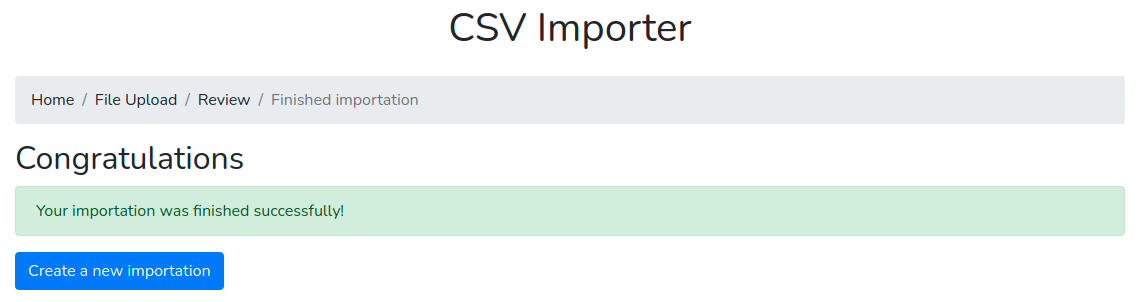 CSV Importer
Home / File Upload / Review / Finished importation
Congratulations
Your importation was finished successfully!
Create a new importation